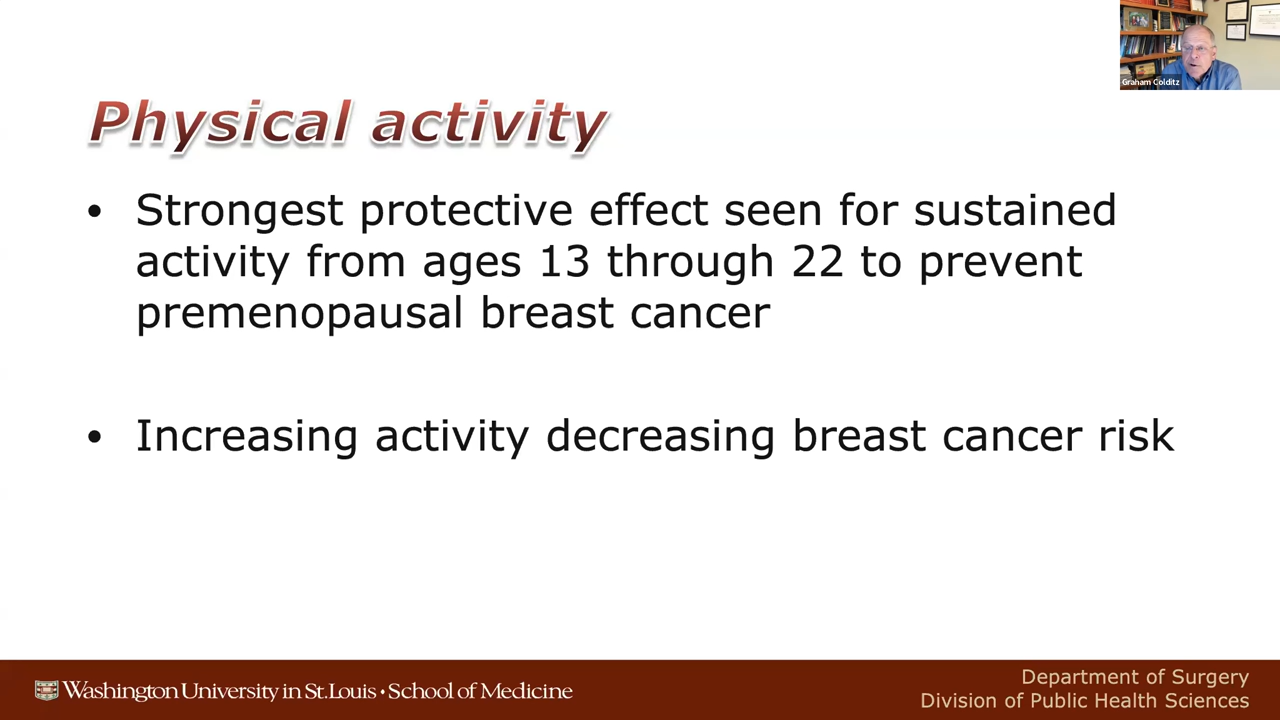 Graham Colditz
Physical activity
• Strongest protective effect seen for sustained
activity from ages 13 through 22 to prevent
premenopausal breast cancer
• Increasing activity decreasing breast cancer risk
Washington University in St. Louis • School of Medicine
Department of Surgery
Division of Public Health Sciences